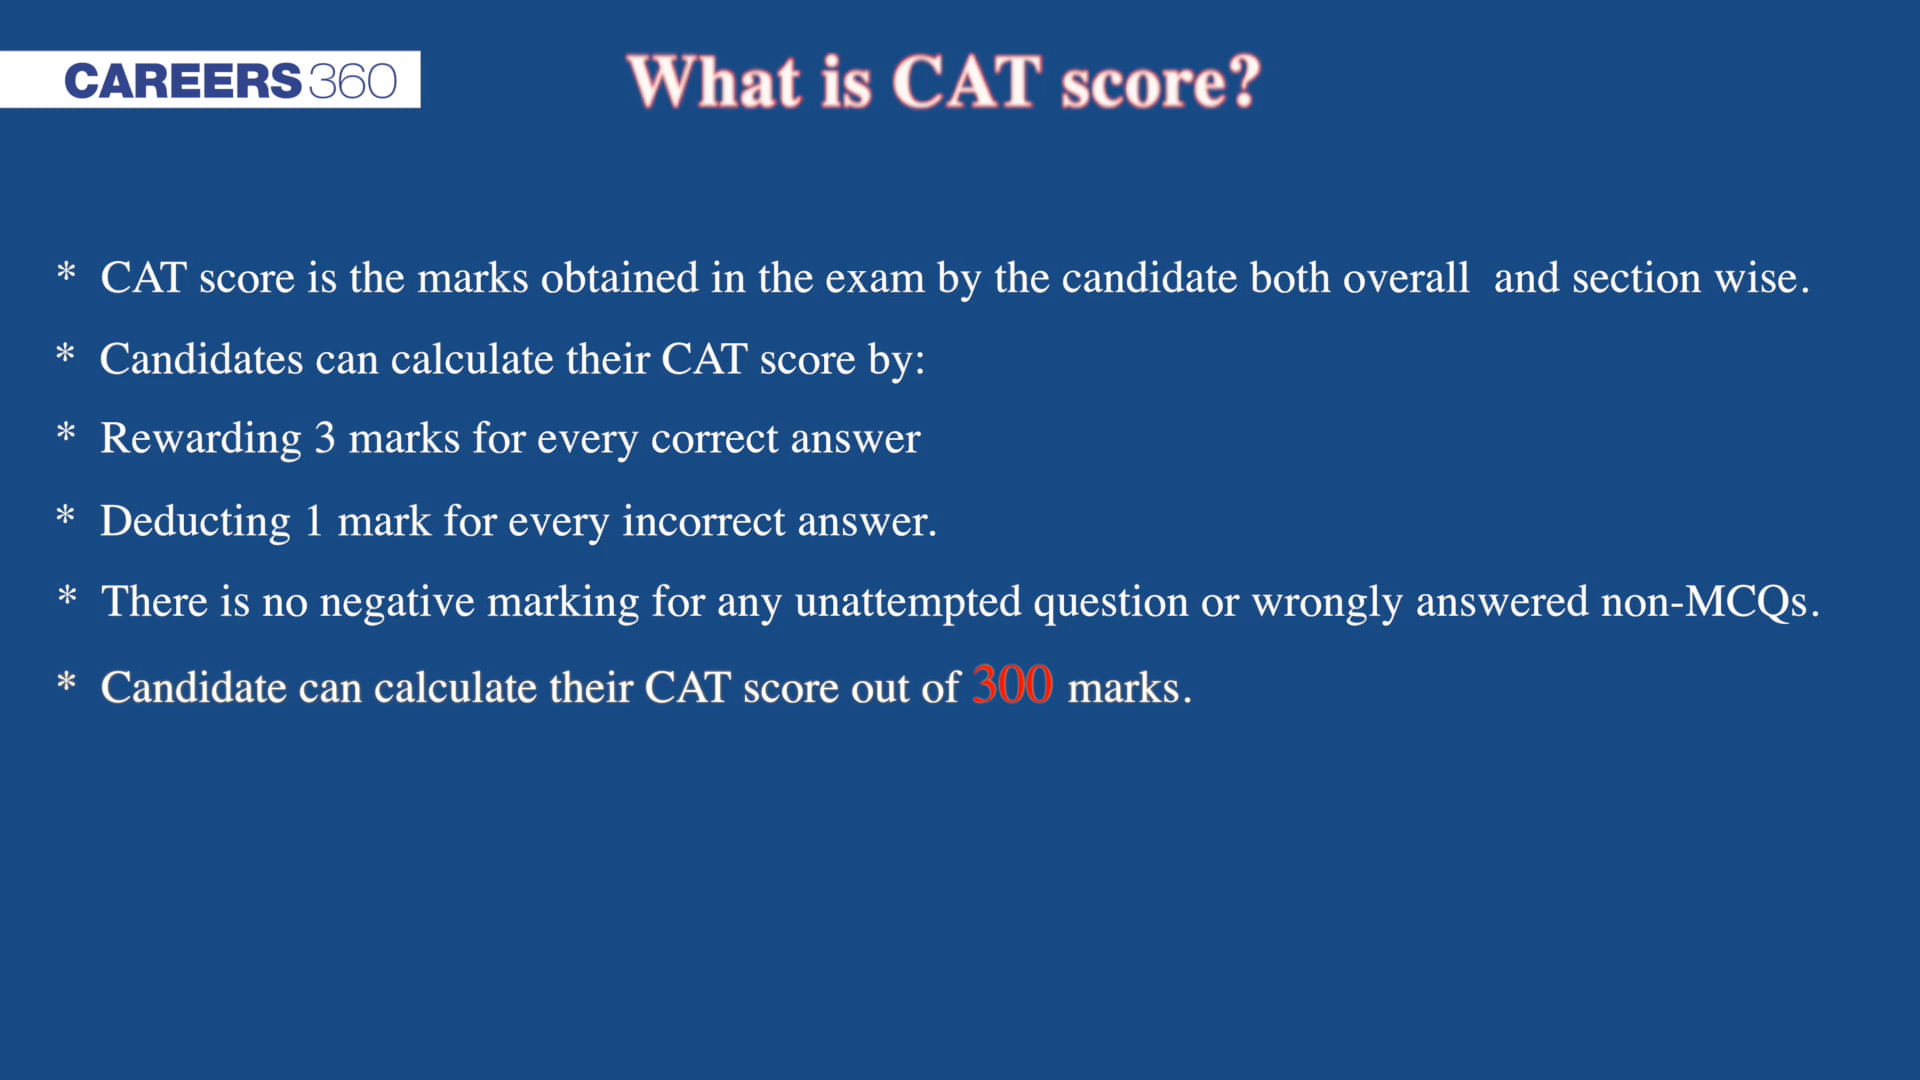 CAREERS360
What is CAT score?
* CAT score is the marks obtained in the exam by the candidate both overall  and section wise.
* Candidates can calculate their CAT score by:
* Rewarding 3 marks for every correct answer
* Deducting 1 mark for every incorrect answer.
* There is no negative marking for any unattempted question or wrongly answered non-MCQs.
* Candidate can calculate their CAT score out of 300 marks.